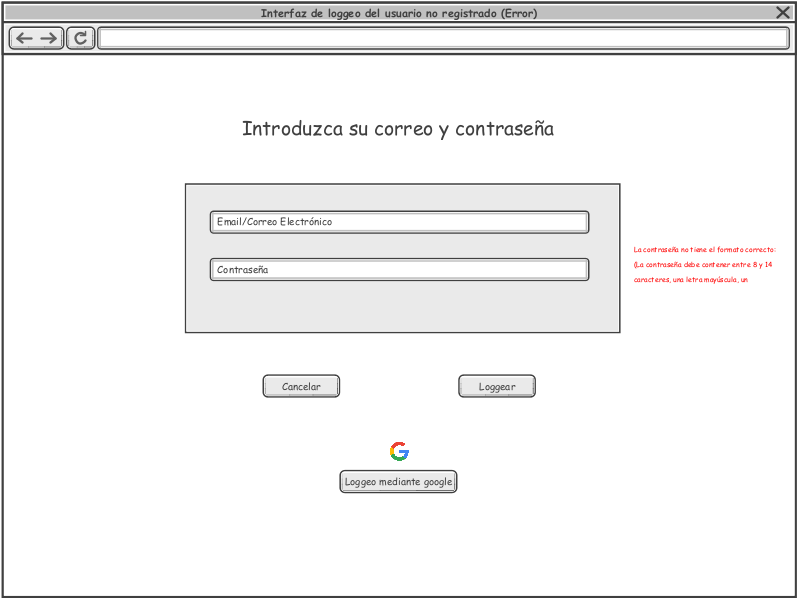 Interfaz de loggeo del usuario no registrado (Error)
Introduzca su correo y contraseña
Email/Correo Electrónico
Contraseña
La contraseña no tiene el formato correcto:
(La contraseña debe contener entre 8 y 14
caracteres, una letra mayúscula, un
Cancelar
Loggear
Loggeo mediante google